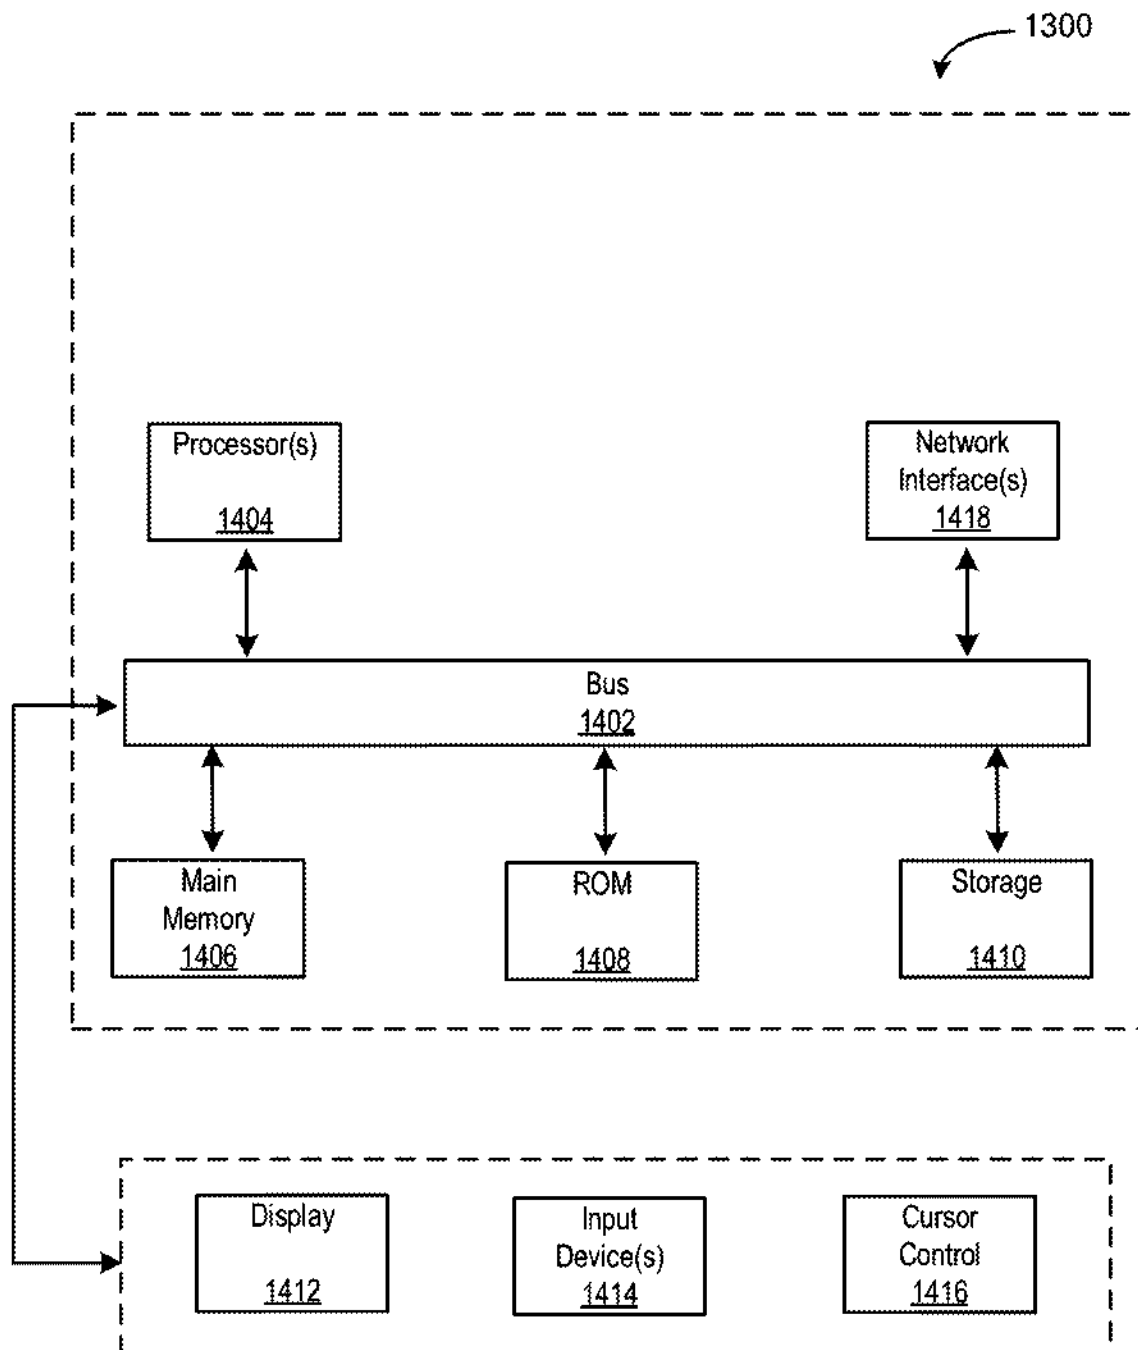 1300
Processor(s)
1404
Network
Interface(s)
1418
Bus
1402
Main
Memory
1406
ROM
1408
Storage
1410
Display
1412
Input
Device(s)
1414
Cursor
Control
1416